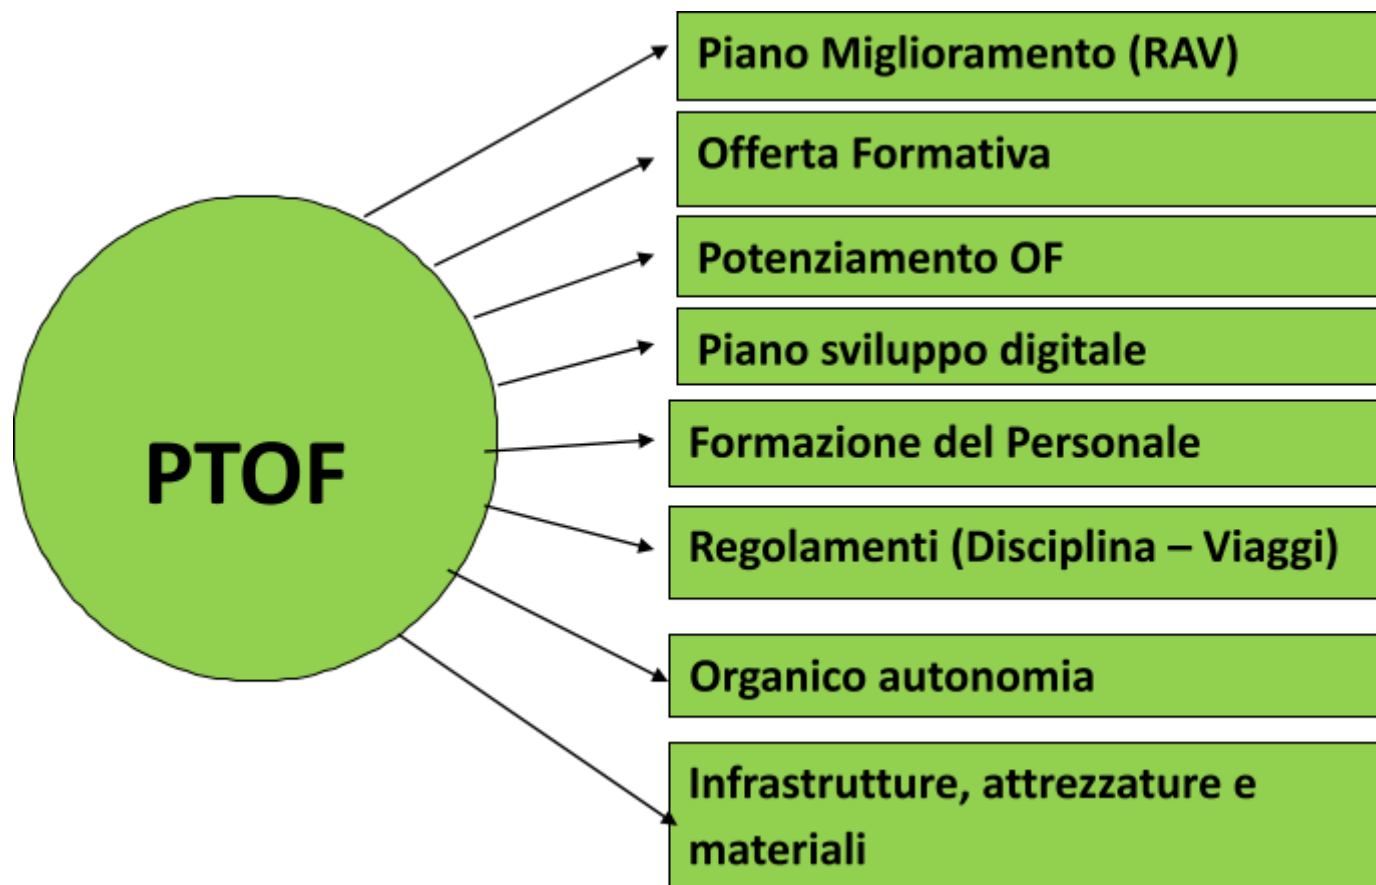 PTOF
Piano Miglioramento (RAV)
Offerta Formativa
Potenziamento OF
Piano sviluppo digitale
Formazione del Personale
Regolamenti (Disciplina – Viaggi)
Organico autonomia
Infrastrutture, attrezzature e
materiali